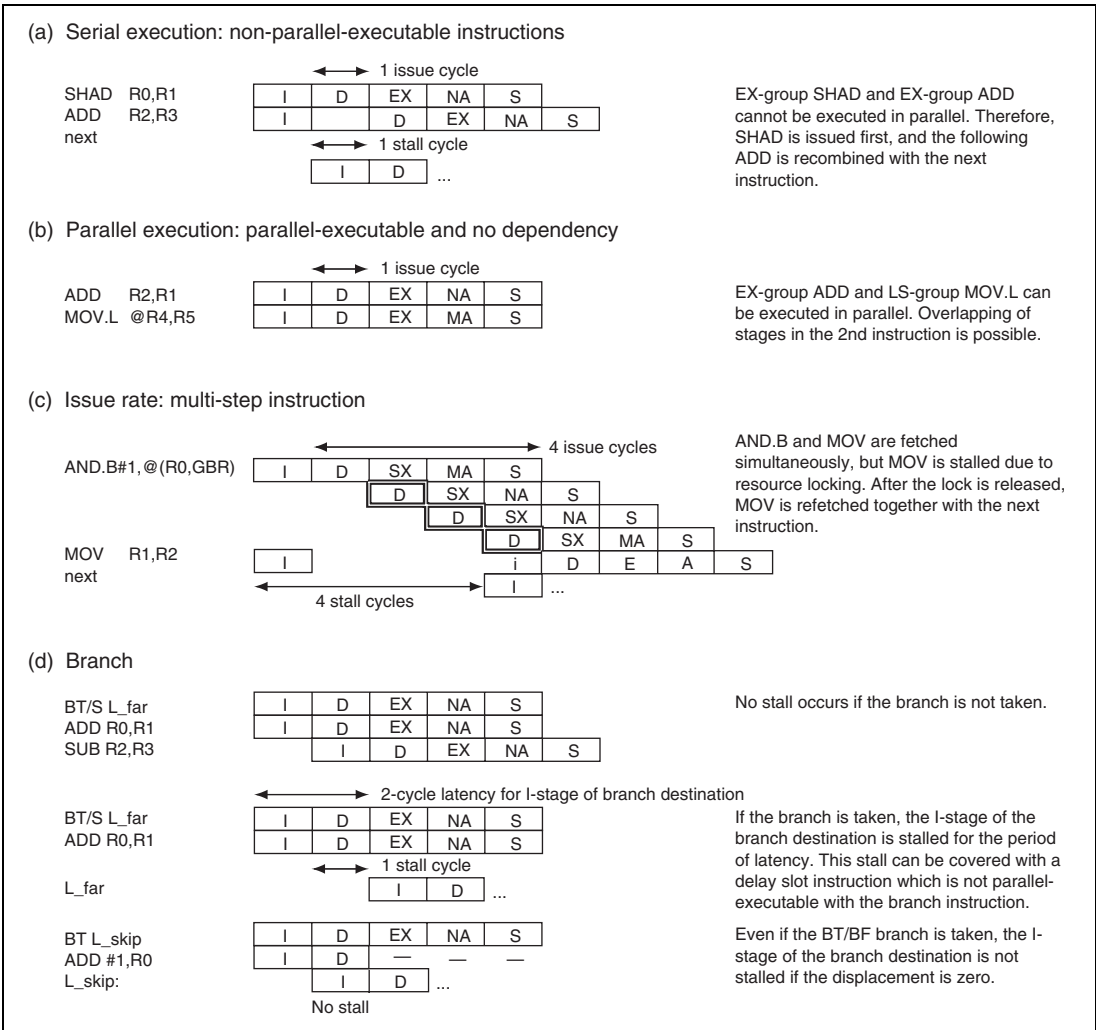 (a) Serial execution: non-parallel-executable instructions
1 issue cycle
SHAD R0,R1 I D EX NA S
ADD R2,R3 I D EX NA S
next
1 stall cycle
I D ...
EX-group SHAD and EX-group ADD
cannot be executed in parallel. Therefore,
SHAD is issued first, and the following
ADD is recombined with the next
instruction.
(b) Parallel execution: parallel-executable and no dependency
1 issue cycle
ADD R2,R1 I D EX NA S
MOV.L @R4,R5 I D EX MA S
EX-group ADD and LS-group MOV.L can
be executed in parallel. Overlapping of
stages in the 2nd instruction is possible.
(c) Issue rate: multi-step instruction
4 issue cycles
AND.B#1,@(R0,GBR) I D SX MA S
D SX NA S
D SX NA S
D SX MA S
MOV R1,R2 I i D E A S
next I ...
4 stall cycles
AND.B and MOV are fetched
simultaneously, but MOV is stalled due to
resource locking. After the lock is released,
MOV is refetched together with the next
instruction.
(d) Branch
BT/S L_far I D EX NA S
ADD R0,R1 I D EX NA S
SUB R2,R3 I D EX NA S
No stall occurs if the branch is not taken.
2-cycle latency for I-stage of branch destination
BT/S L_far I D EX NA S
ADD R0,R1 I D EX NA S
1 stall cycle
L_far I D ...
If the branch is taken, the I-stage of the
branch destination is stalled for the period
of latency. This stall can be covered with a
delay slot instruction which is not parallel-
executable with the branch instruction.
BT L_skip I D EX NA S
ADD #1,R0 I D — — —
L_skip: I D ...
No stall
Even if the BT/BF branch is taken, the I-
stage of the branch destination is not
stalled if the displacement is zero.